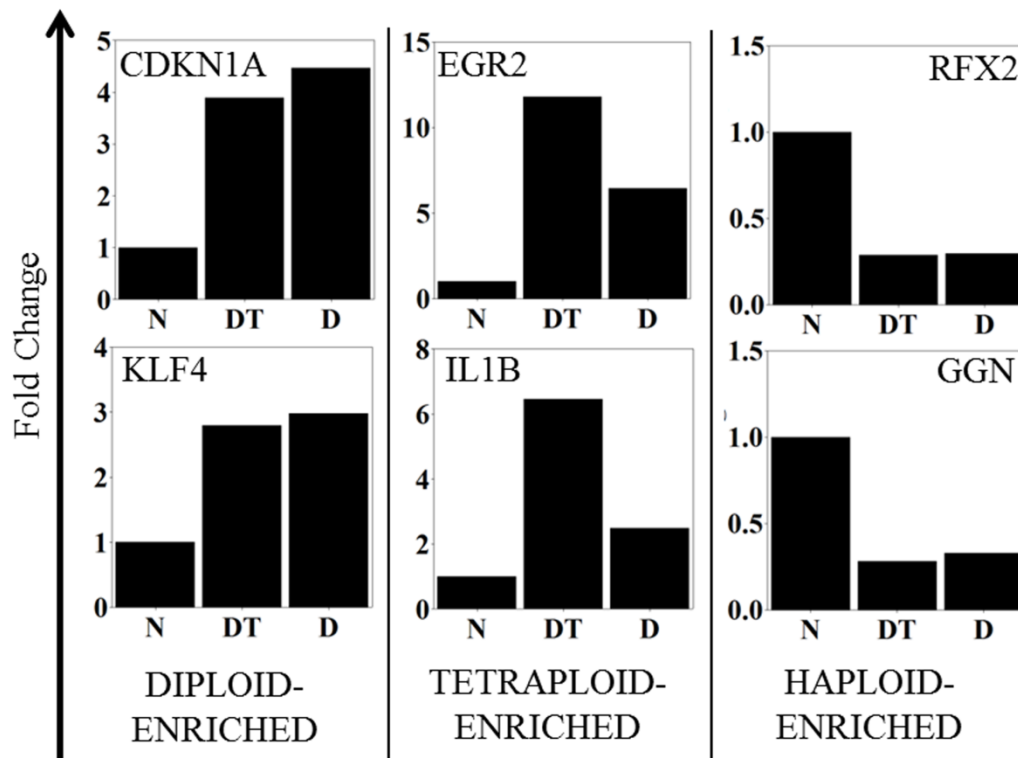 Fold Change
5
4
3
2
1
0
CDKN1A
N DT D
15
10
5
0
EGR2
N DT D
1.5
1.0
0.5
0.0
RFX2
N DT D
4
3
2
1
0
KLF4
N DT D
8
6
4
2
0
IL1B
N DT D
1.5
1.0
0.5
0.0
GGN
N DT D
DIPLOID-
ENRICHED
TETRAPLOID-
ENRICHED
HAPLOID-
ENRICHED